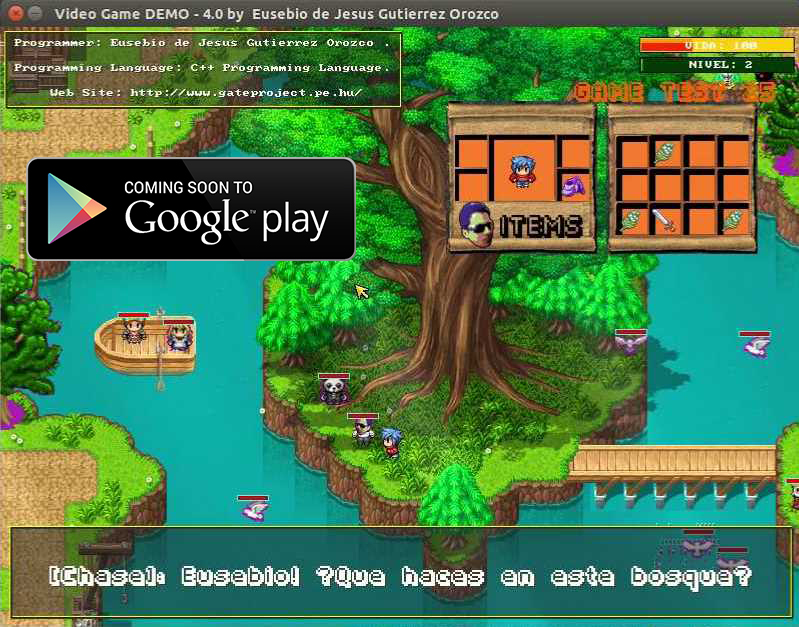 Video Game DEMO - 4.0 by Eusebio de Jesus Gutierrez Orozco
Programmer: Eusebio de Jesus Gutierrez Orozco .
Programming Language: C++ Programming Language.
Web Site: http://www.gateproject.pe.hu/
VIDA: 100
NIVEL: 2
GAME TEST 25
COMING SOON TO
Google play
ITEMS
[Chase]: Eusebio! ?Que haces en este bosque?